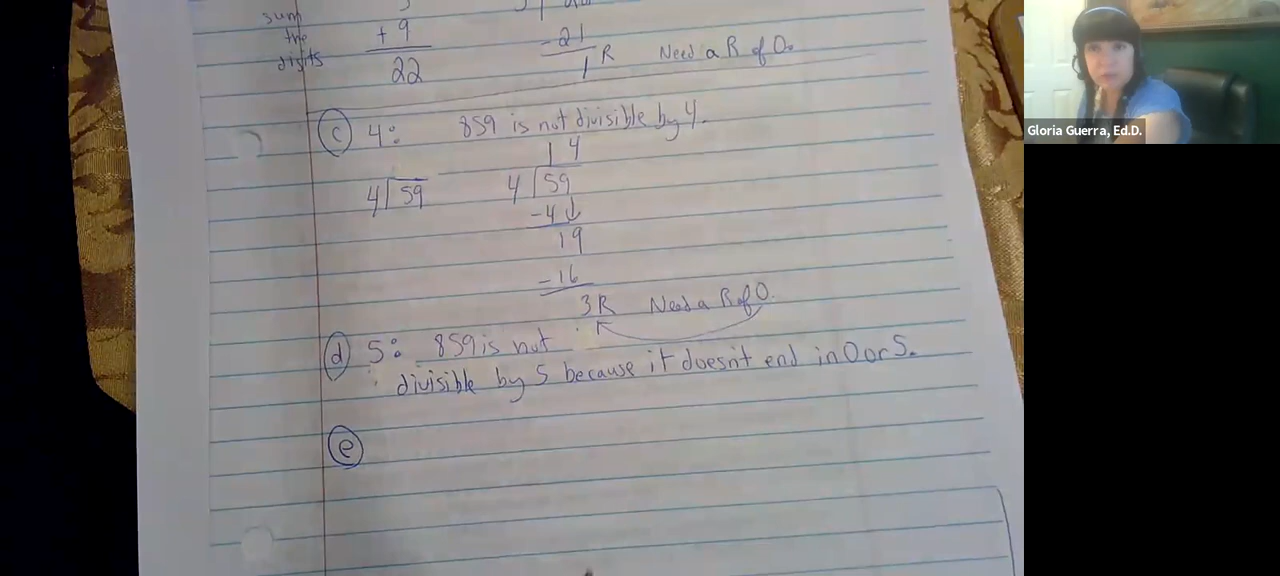 sum
the
digits
+ 9
22
- 21
1 R Need a R of 0.
c 4: 859 is not divisible by 4.
14
4 59 4 59
-4
19
-16
3R Need a R of 0.
d 5: 859 is not
divisible by 5 because it doesn't end in 0 or 5.
e
Gloria Guerra, Ed.D.